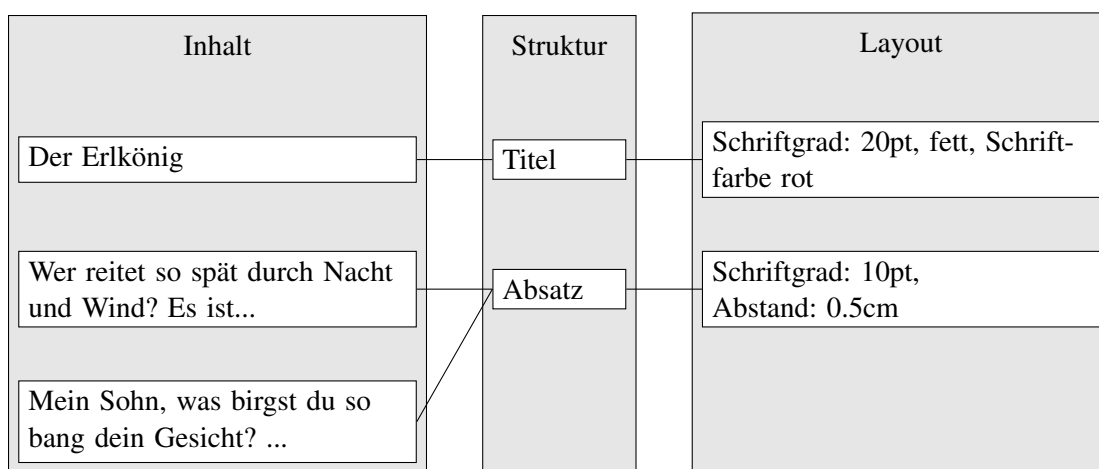 Inhalt
Struktur
Layout
Der Erlkönig
Titel
Schriftgrad: 20pt, fett, Schrift-
farbe rot
Wer reitet so spät durch Nacht
und Wind? Es ist...
Absatz
Schriftgrad: 10pt,
Abstand: 0.5cm
Mein Sohn, was birgst du so
bang dein Gesicht? ...